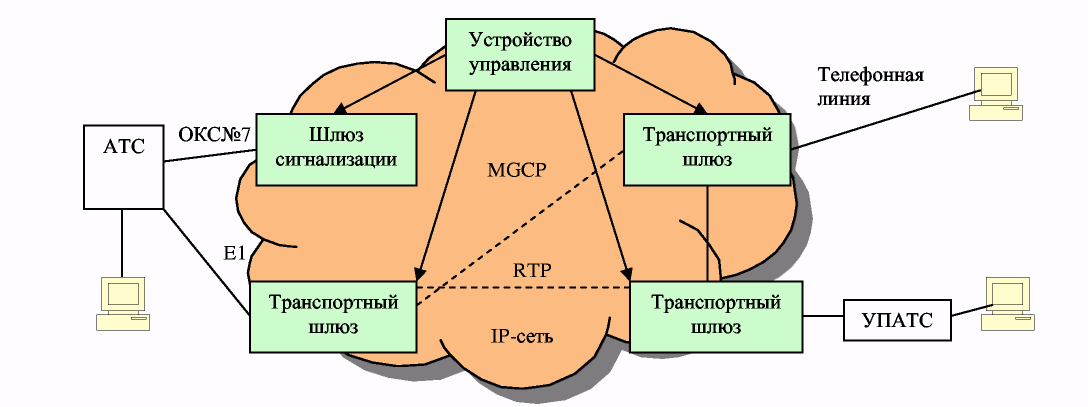 Устройство
управления
Телефонная
линия
АТС
ОКС№7
Шлюз
сигнализации
Транспортный
шлюз
MGCP
E1
RTP
Транспортный
шлюз
Транспортный
шлюз
УПАТС
IP-сеть